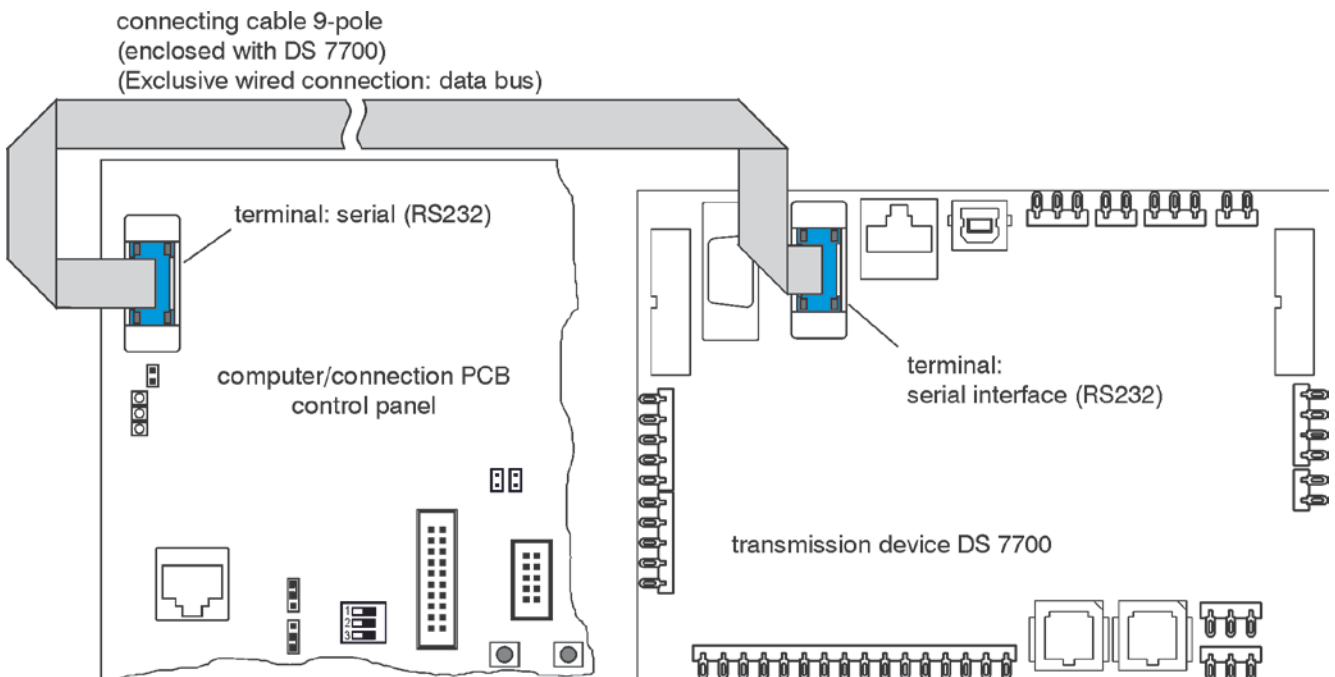 connecting cable 9-pole
(enclosed with DS 7700)
(Exclusive wired connection: data bus)
terminal: serial (RS232)
computer/connection PCB
control panel
terminal:
serial interface (RS232)
transmission device DS 7700
1
2
3